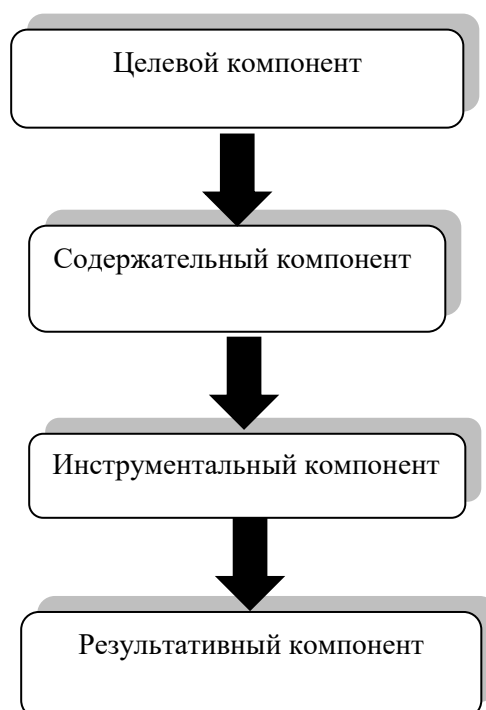 Целевой компонент
Содержательный компонент
Инструментальный компонент
Результативный компонент